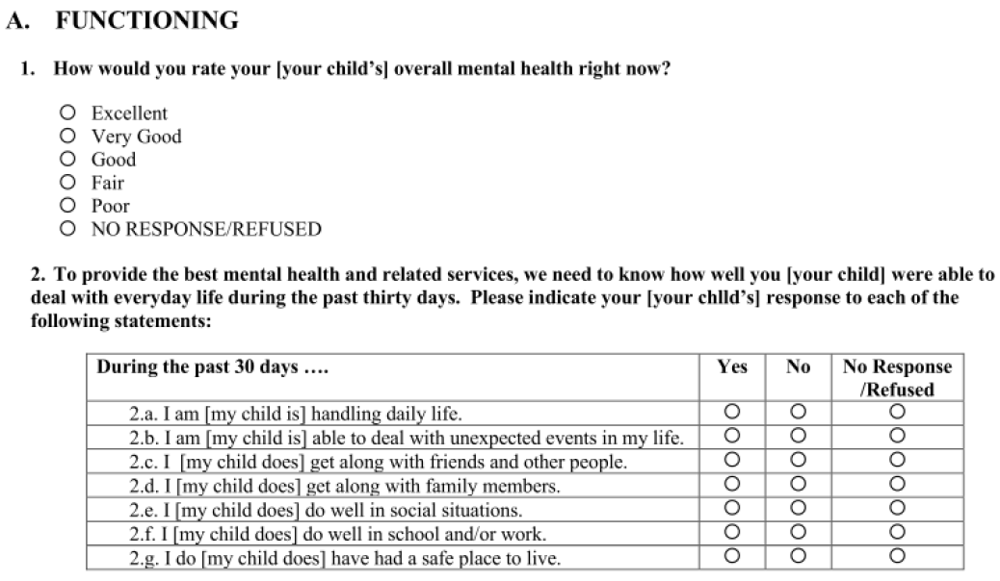 A. FUNCTIONING
1. How would you rate your [your child's] overall mental health right now?
Excellent
Very Good
Good
Fair
Poor
NO RESPONSE/REFUSED
2. To provide the best mental health and related services, we need to know how well you [your child] were able to
deal with everyday life during the past thirty days. Please indicate your [your chlld's] response to each of the
following statements:
During the past 30 days …. Yes No No Response
/Refused
2.a. I am [my child is] handling daily life.
2.b. I am [my child is] able to deal with unexpected events in my life.
2.c. I [my child does] get along with friends and other people.
2.d. I [my child does] get along with family members.
2.e. I [my child does] do well in social situations.
2.f. I [my child does] do well in school and/or work.
2.g. I do [my child does] have had a safe place to live.